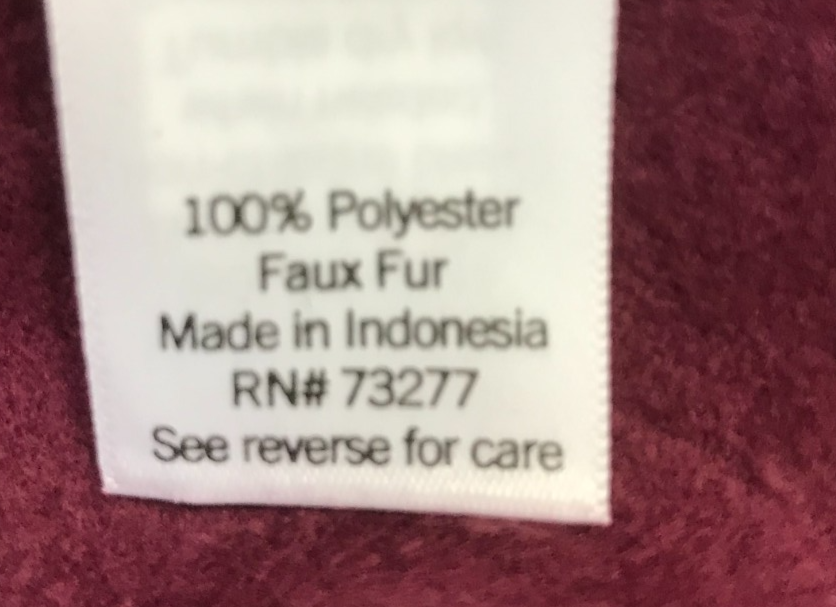 100% Polyester
Faux Fur
Made in Indonesia
RN# 73277
See reverse for care